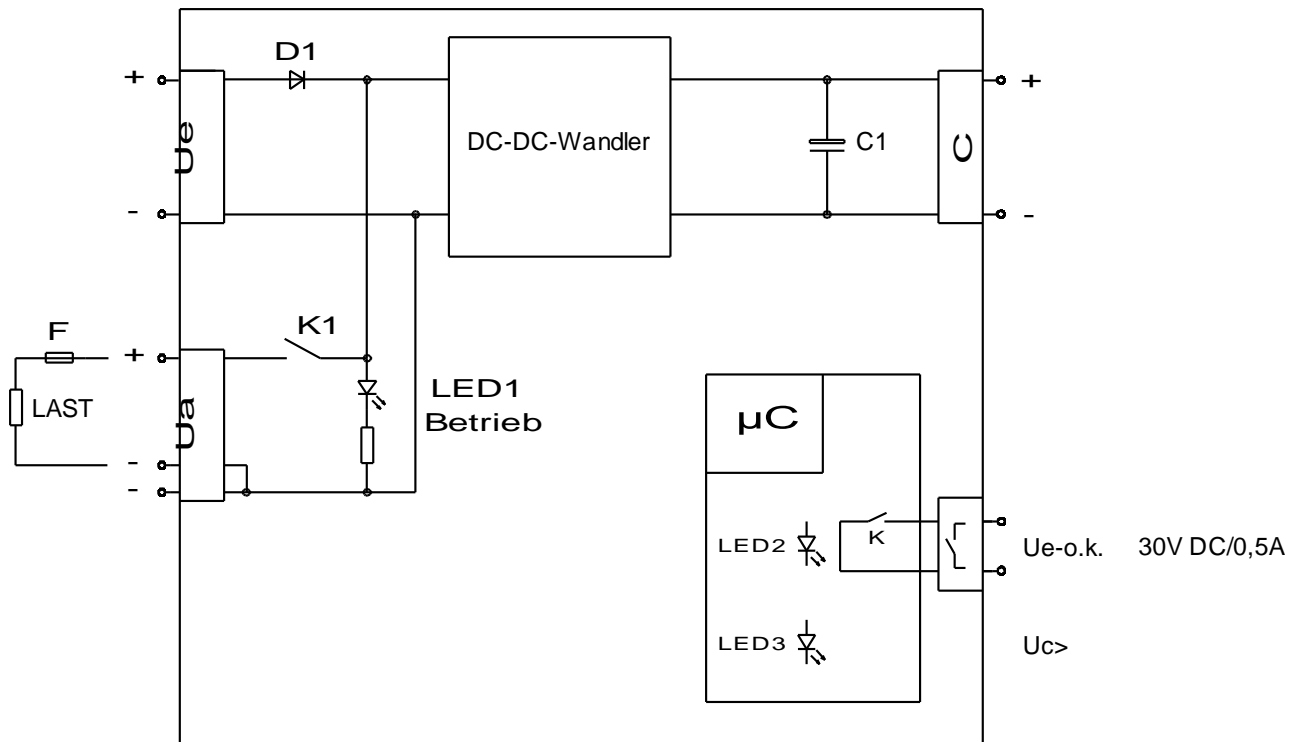 D1
+
+
Ue
DC-DC-Wandler
C1
C
-
-
K1
F
+
LAST
Ua
LED1
Betrieb
-
-
µC
LED2
K
Ue-o.k. 30V DC/0,5A
LED3
Uc>